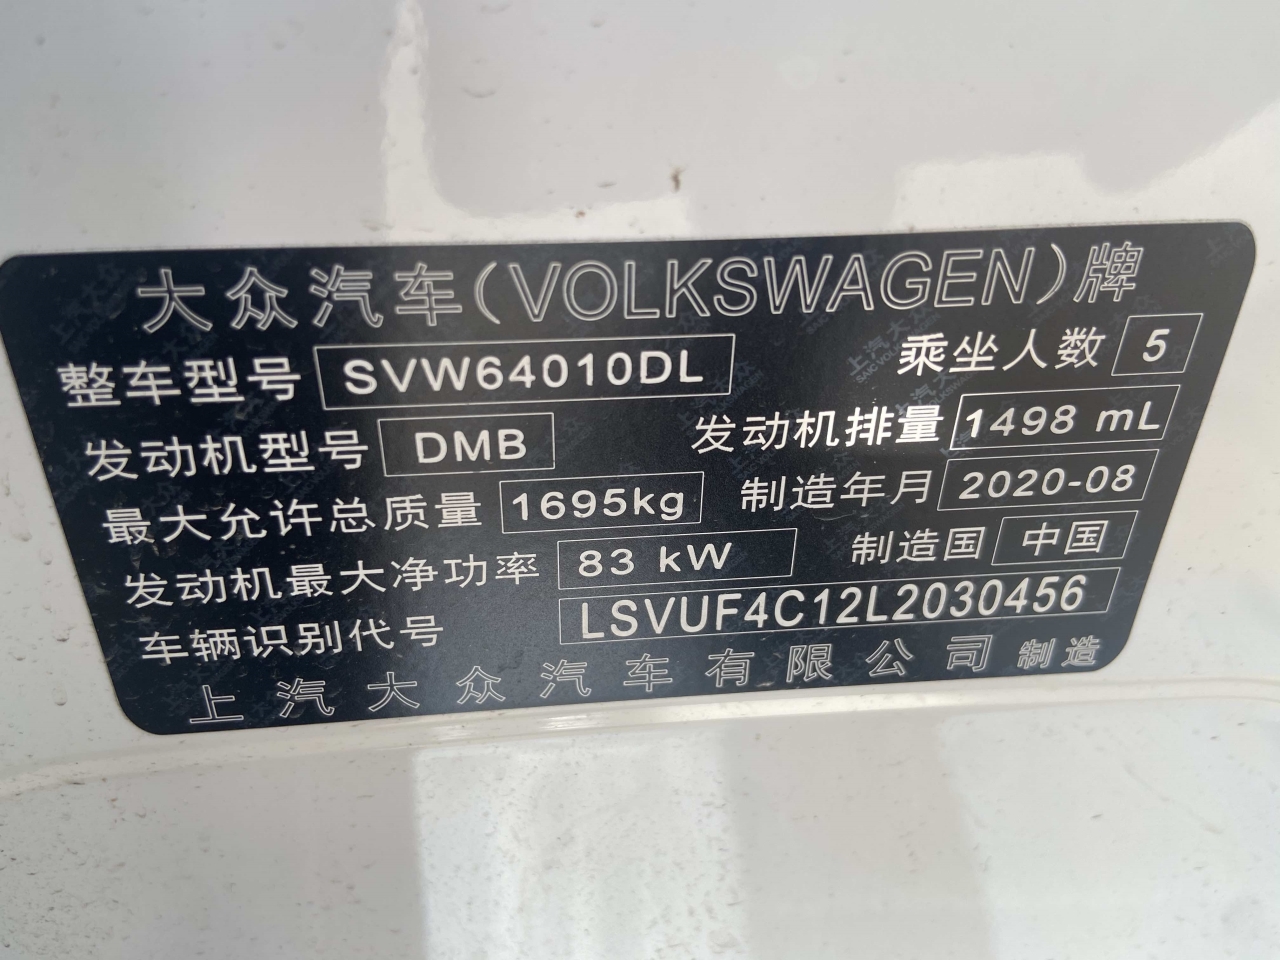 大众汽车(VOLKSWAGEN)牌
整车型号 SVW64010DL 乘坐人数 5
发动机型号 DMB 发动机排量 1498 mL
最大允许总质量 1695kg 制造年月 2020-08
发动机最大净功率 83 kW 制造国 中国
车辆识别代号 LSVUF4C12L2030456
上汽大众汽车有限公司制造